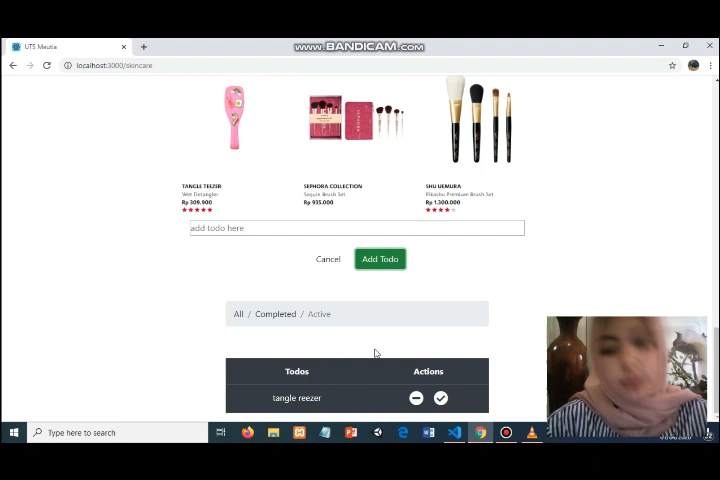 WWW.BANDICAM.COM
UTS Meutia
localhost:3000/skincare
TANGLE TEEZER
Wet Detangler
Rp 309.900
SEPHORA COLLECTION
Sequin Brush Set
Rp 935.000
SHU UEMURA
Pikashu Premium Brush Set
Rp 1.300.000
add todo here
Cancel
Add Todo
All / Completed / Active
Todos
Actions
tangle reezer
Type here to search